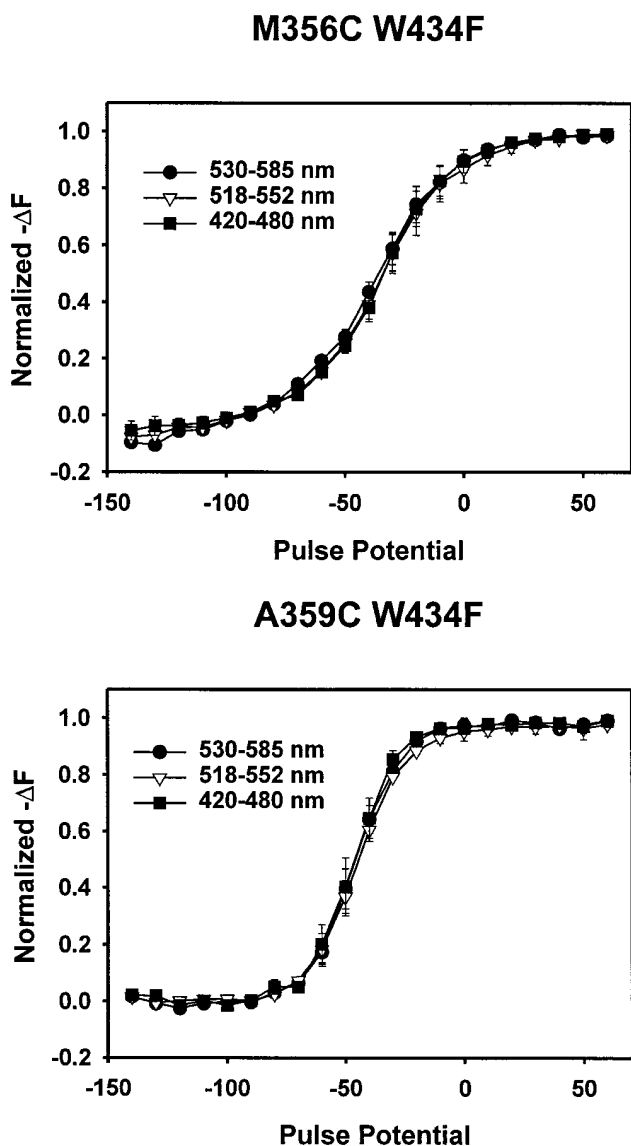 M356C W434F
1.0
0.8
0.6
0.4
0.2
0.0
-0.2
Normalized -ΔF
530-585 nm
518-552 nm
420-480 nm
-150 -100 -50 0 50
Pulse Potential
A359C W434F
1.0
0.8
0.6
0.4
0.2
0.0
-0.2
Normalized -ΔF
530-585 nm
518-552 nm
420-480 nm
-150 -100 -50 0 50
Pulse Potential